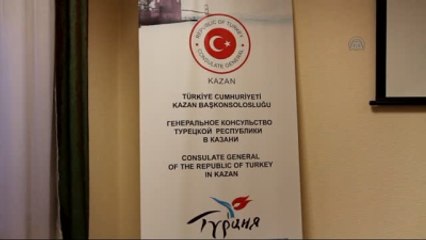 REPUBLIC OF TURKEY
CONSULATE GENERAL
KAZAN
TÜRKİYE CUMHURİYETİ
KAZAN BAŞKONSOLOSLUĞU
ГЕНЕРАЛЬНОЕ КОНСУЛЬСТВО
ТУРЕЦКОЙ РЕСПУБЛИКИ
В КАЗАНИ
CONSULATE GENERAL
OF THE REPUBLIC OF TURKEY
IN KAZAN
Турция
AA